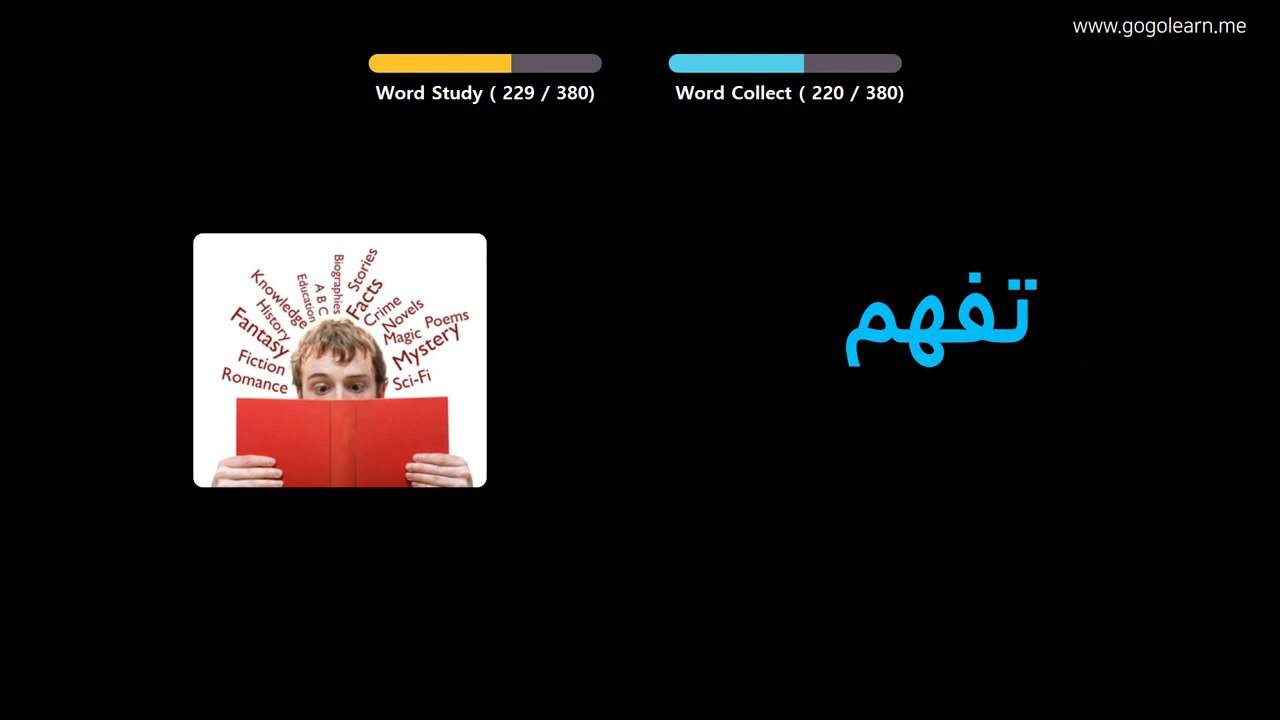 www.gogolearn.me
Word Study ( 229 / 380)
Word Collect ( 220 / 380)
تفهم
Knowledge
History
Fantasy
Fiction
Romance
Education
A B C
Biographies
Stories
Facts
Crime
Novels
Magic
Poems
Mystery
Sci-Fi